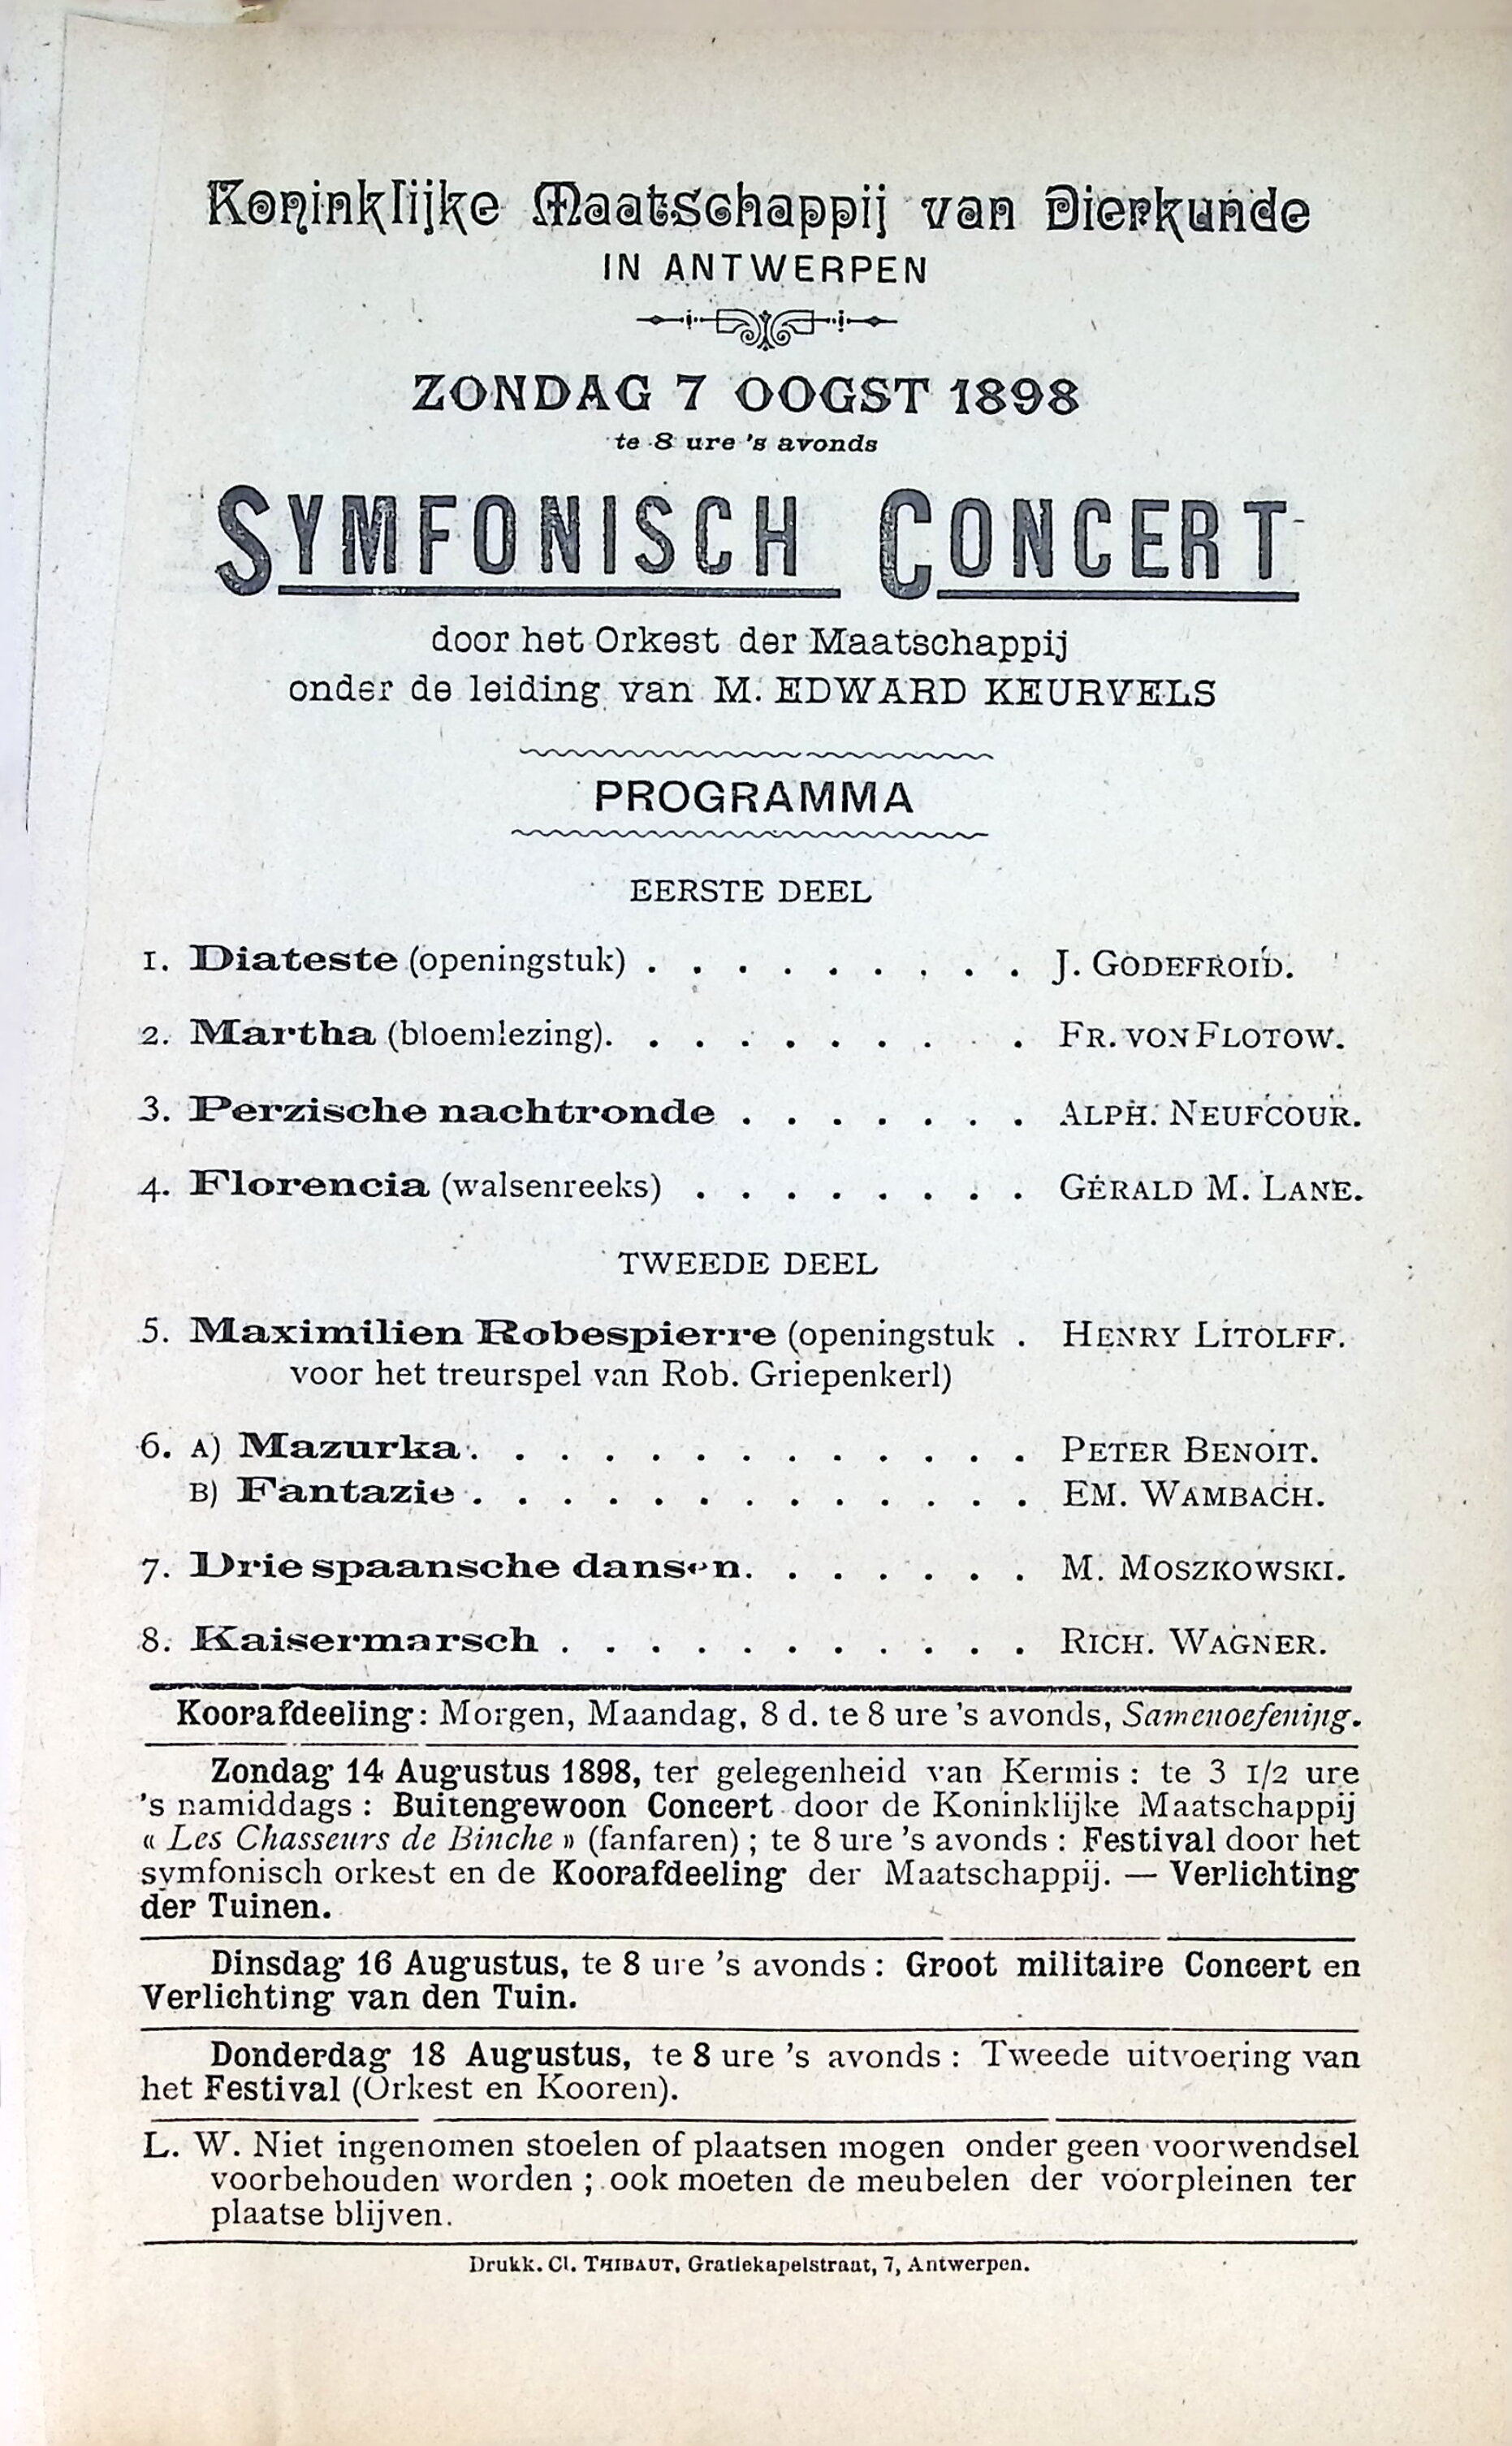 Koninklijke Maatschappij van Dierkunde
IN ANTWERPEN
ZONDAG 7 OOGST 1898
te 8 ure 's avonds
SYMFONISCH CONCERT
door het Orkest der Maatschappij
onder de leiding van M. EDWARD KEURVELS
PROGRAMMA
EERSTE DEEL
1. Diateste (openingstuk) . . . . . . . . . J. GODEFROID.
2. Martha (bloemlezing). . . . . . . . . FR. VON FLOTOW.
3. Perzische nachtronde . . . . . . . ALPH. NEUFCOUR.
4. Florencia (walsenreeks) . . . . . . . . GÉRALD M. LANE.
TWEEDE DEEL
5. Maximilien Robespierre (openingstuk . HENRY LITOLFF.
voor het treurspel van Rob. Griepenkerl)
6. A) Mazurka . . . . . . . . . . . . . PETER BENOIT.
B) Fantazie . . . . . . . . . . . . . EM. WAMBACH.
7. Drie spaansche dansen. . . . . . . M. MOSZKOWSKI.
8. Kaisermarsch . . . . . . . . . . . RICH. WAGNER.
Koorafdeeling: Morgen, Maandag, 8 d. te 8 ure 's avonds, Samenoefening.
Zondag 14 Augustus 1898, ter gelegenheid van Kermis : te 3 1/2 ure
's namiddags : Buitengewoon Concert door de Koninklijke Maatschappij
« Les Chasseurs de Binche » (fanfaren) ; te 8 ure 's avonds : Festival door het
symfonisch orkest en de Koorafdeeling der Maatschappij. — Verlichting
der Tuinen.
Dinsdag 16 Augustus, te 8 ure 's avonds : Groot militaire Concert en
Verlichting van den Tuin.
Donderdag 18 Augustus, te 8 ure 's avonds : Tweede uitvoering van
het Festival (Orkest en Kooren).
L. W. Niet ingenomen stoelen of plaatsen mogen onder geen voorwendsel
voorbehouden worden ; ook moeten de meubelen der voorpleinen ter
plaatse blijven.
Drukk. Cl. THIBAUT, Gratiekapelstraat, 7, Antwerpen.